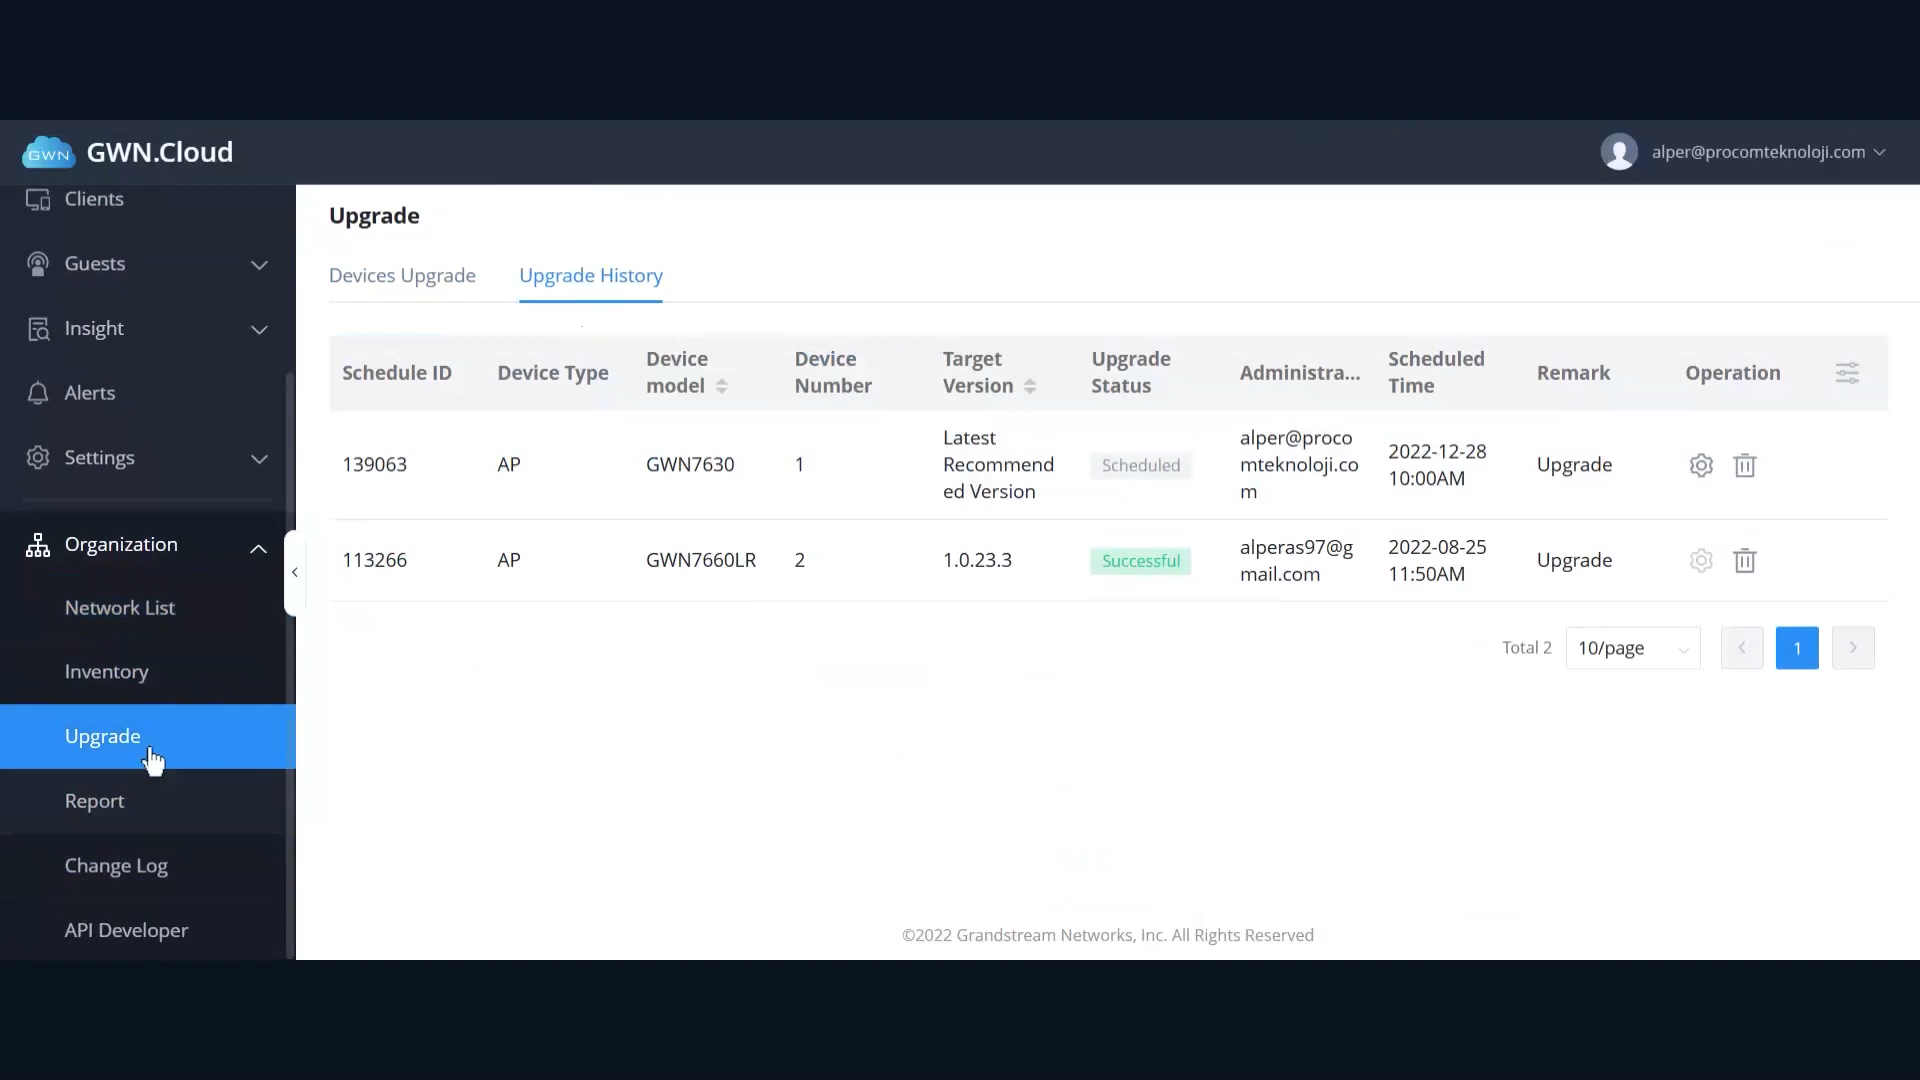 GWN GWN.Cloud
alper@procomteknoloji.com
Clients
Guests
Insight
Alerts
Settings
Organization
Network List
Inventory
Upgrade
Report
Change Log
API Developer
Upgrade
Devices Upgrade
Upgrade History
Schedule ID
Device Type
Device
model
Device
Number
Target
Version
Upgrade
Status
Administra...
Scheduled
Time
Remark
Operation
139063
AP
GWN7630
1
Latest
Recommend
ed Version
Scheduled
alper@proco
mteknoloji.co
m
2022-12-28
10:00AM
Upgrade
113266
AP
GWN7660LR
2
1.0.23.3
Successful
alperas97@g
mail.com
2022-08-25
11:50AM
Upgrade
Total 2
10/page
1
©2022 Grandstream Networks, Inc. All Rights Reserved